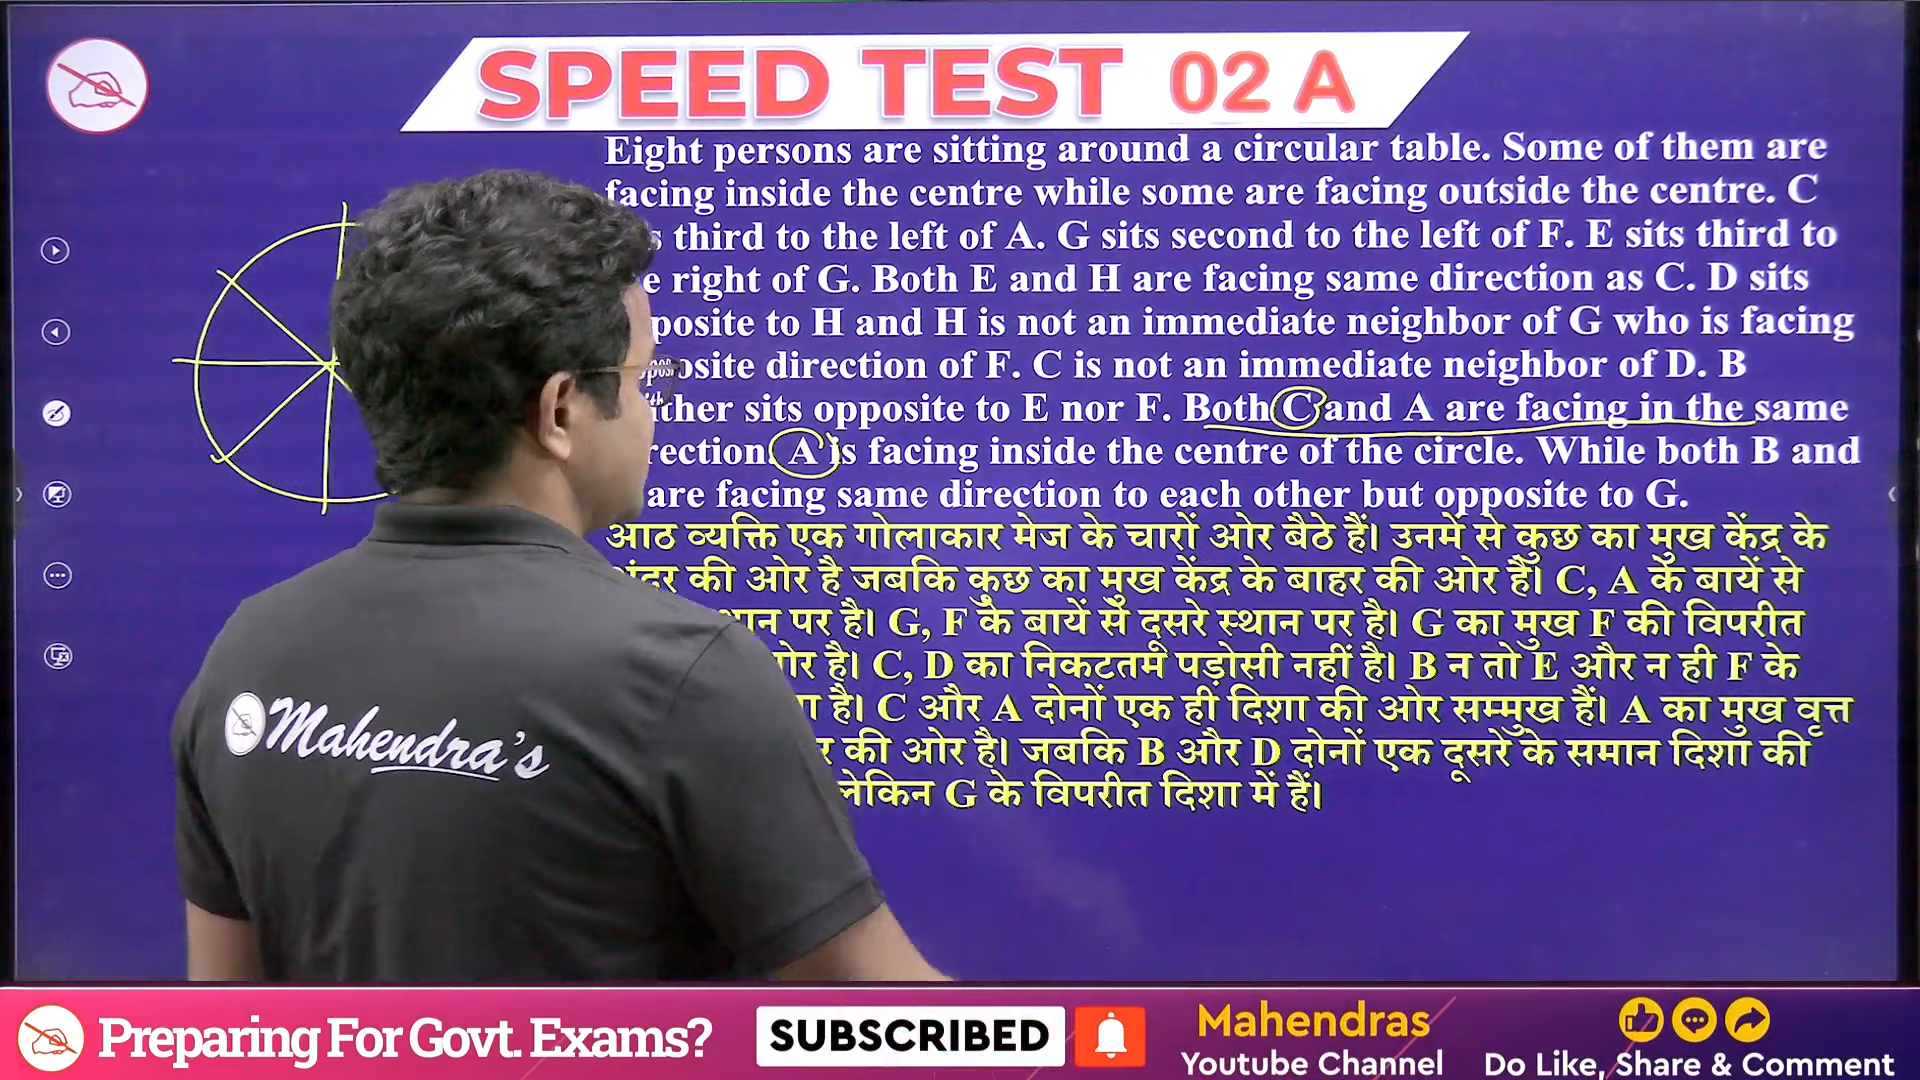 SPEED TEST 02 A
Eight persons are sitting around a circular table. Some of them are
facing inside the centre while some are facing outside the centre. C
third to the left of A. G sits second to the left of F. E sits third to
right of G. Both E and H are facing same direction as C. D sits
to H and H is not an immediate neighbor of G who is facing
direction of F. C is not an immediate neighbor of D. B
sits opposite to E nor F. Both C and A are facing in the same
A is facing inside the centre of the circle. While both B and
are facing same direction to each other but opposite to G.
आठ व्यक्ति एक गोलाकार मेज के चारों ओर बैठे हैं। उनमें से कुछ का मुख केंद्र के
की ओर है जबकि कुछ का मुख केंद्र के बाहर की ओर है। C, A के बायें से
पर है। G, F के बायें से दूसरे स्थान पर है। G का मुख F की विपरीत
है। C, D का निकटतम पड़ोसी नहीं है। B न तो E और न ही F के
है। C और A दोनों एक ही दिशा की ओर सम्मुख हैं। A का मुख वृत्त
की ओर है। जबकि B और D दोनों एक दूसरे के समान दिशा की
लेकिन G के विपरीत दिशा में हैं।
Mahendra's
Preparing For Govt. Exams?
SUBSCRIBED
Mahendras
Youtube Channel
Do Like, Share & Comment